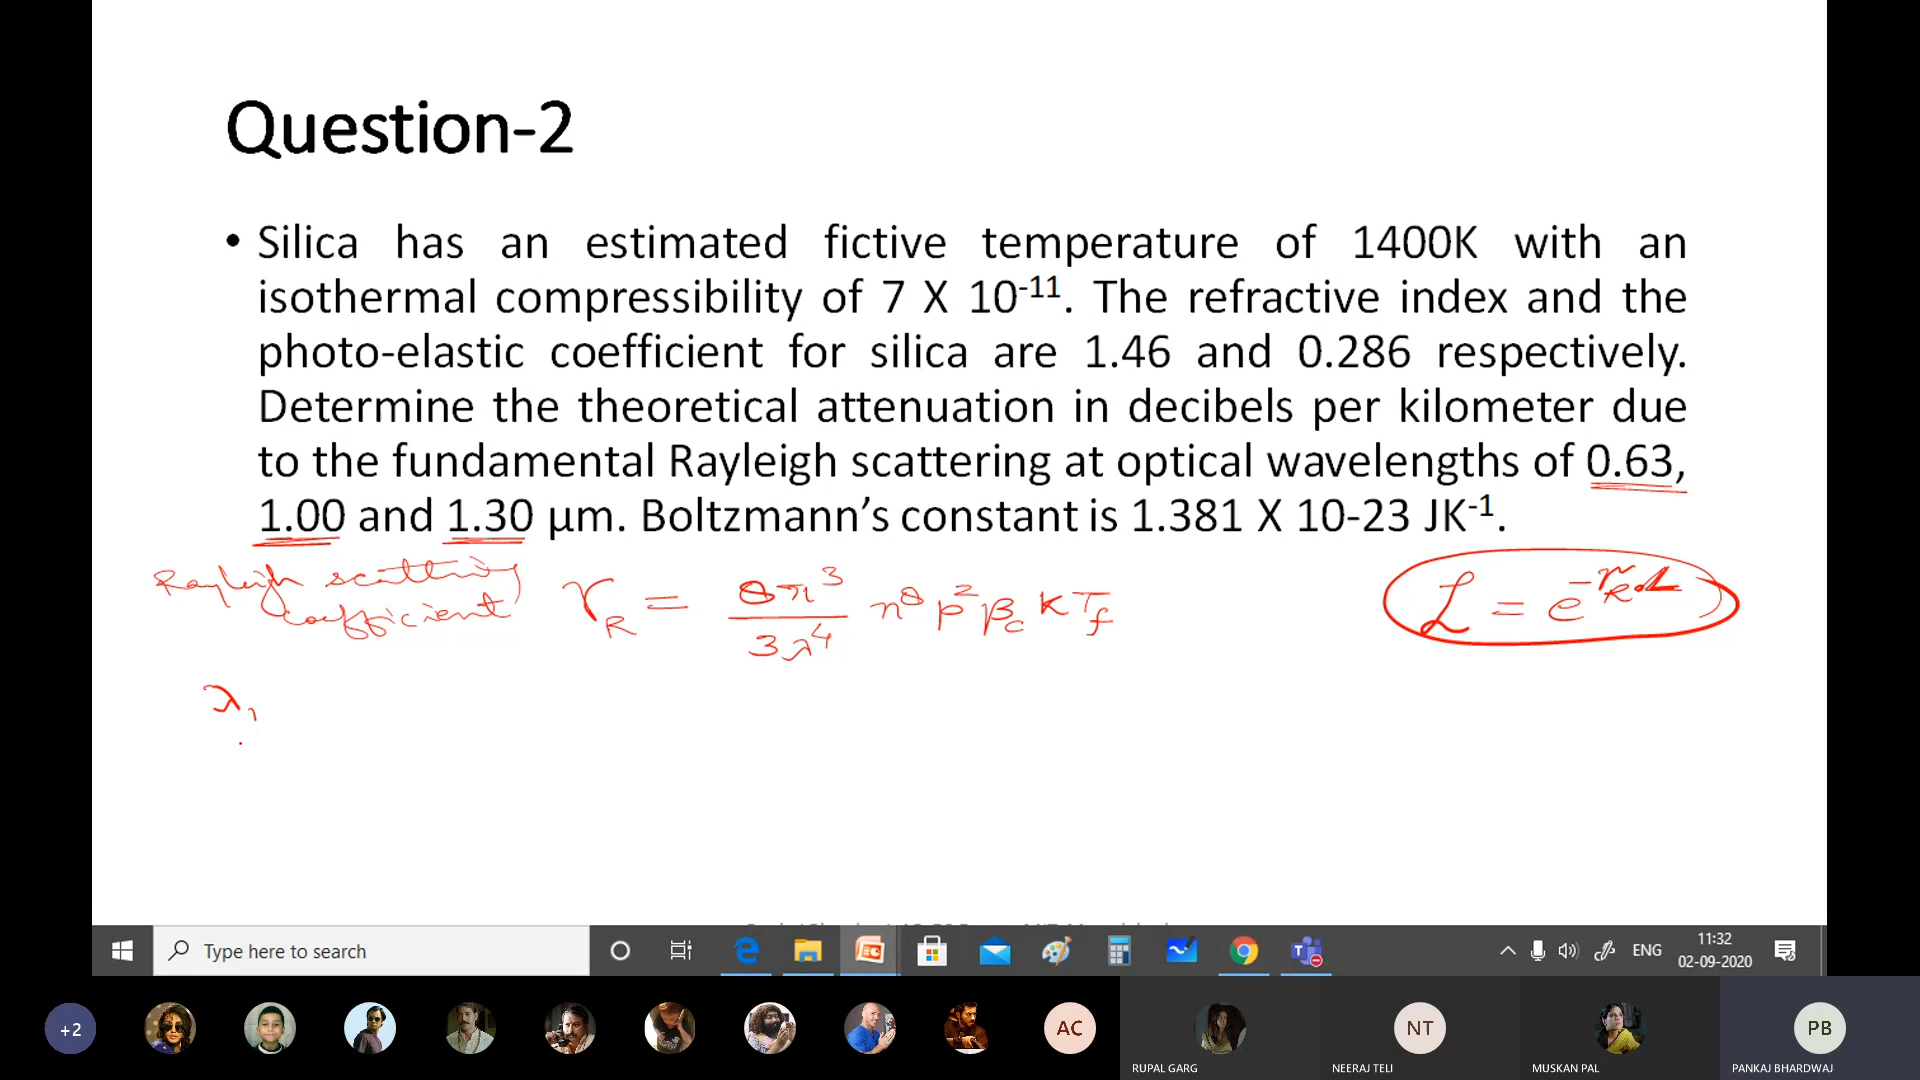 Question-2
• Silica has an estimated fictive temperature of 1400K with an
isothermal compressibility of 7 X 10⁻¹¹. The refractive index and the
photo-elastic coefficient for silica are 1.46 and 0.286 respectively.
Determine the theoretical attenuation in decibels per kilometer due
to the fundamental Rayleigh scattering at optical wavelengths of 0.63,
1.00 and 1.30 µm. Boltzmann’s constant is 1.381 X 10-23 JK⁻¹.
Rayleigh scattering
coefficient
γ_R = 8π³/3λ⁴ n⁸ p² β_c K T_f
ℒ = e^(-γ_R L)
λ₁
Type here to search
ENG
11:32
02-09-2020
+2
AC
NT
PB
RUPAL GARG
NEERAJ TELI
MUSKAN PAL
PANKAJ BHARDWAJ